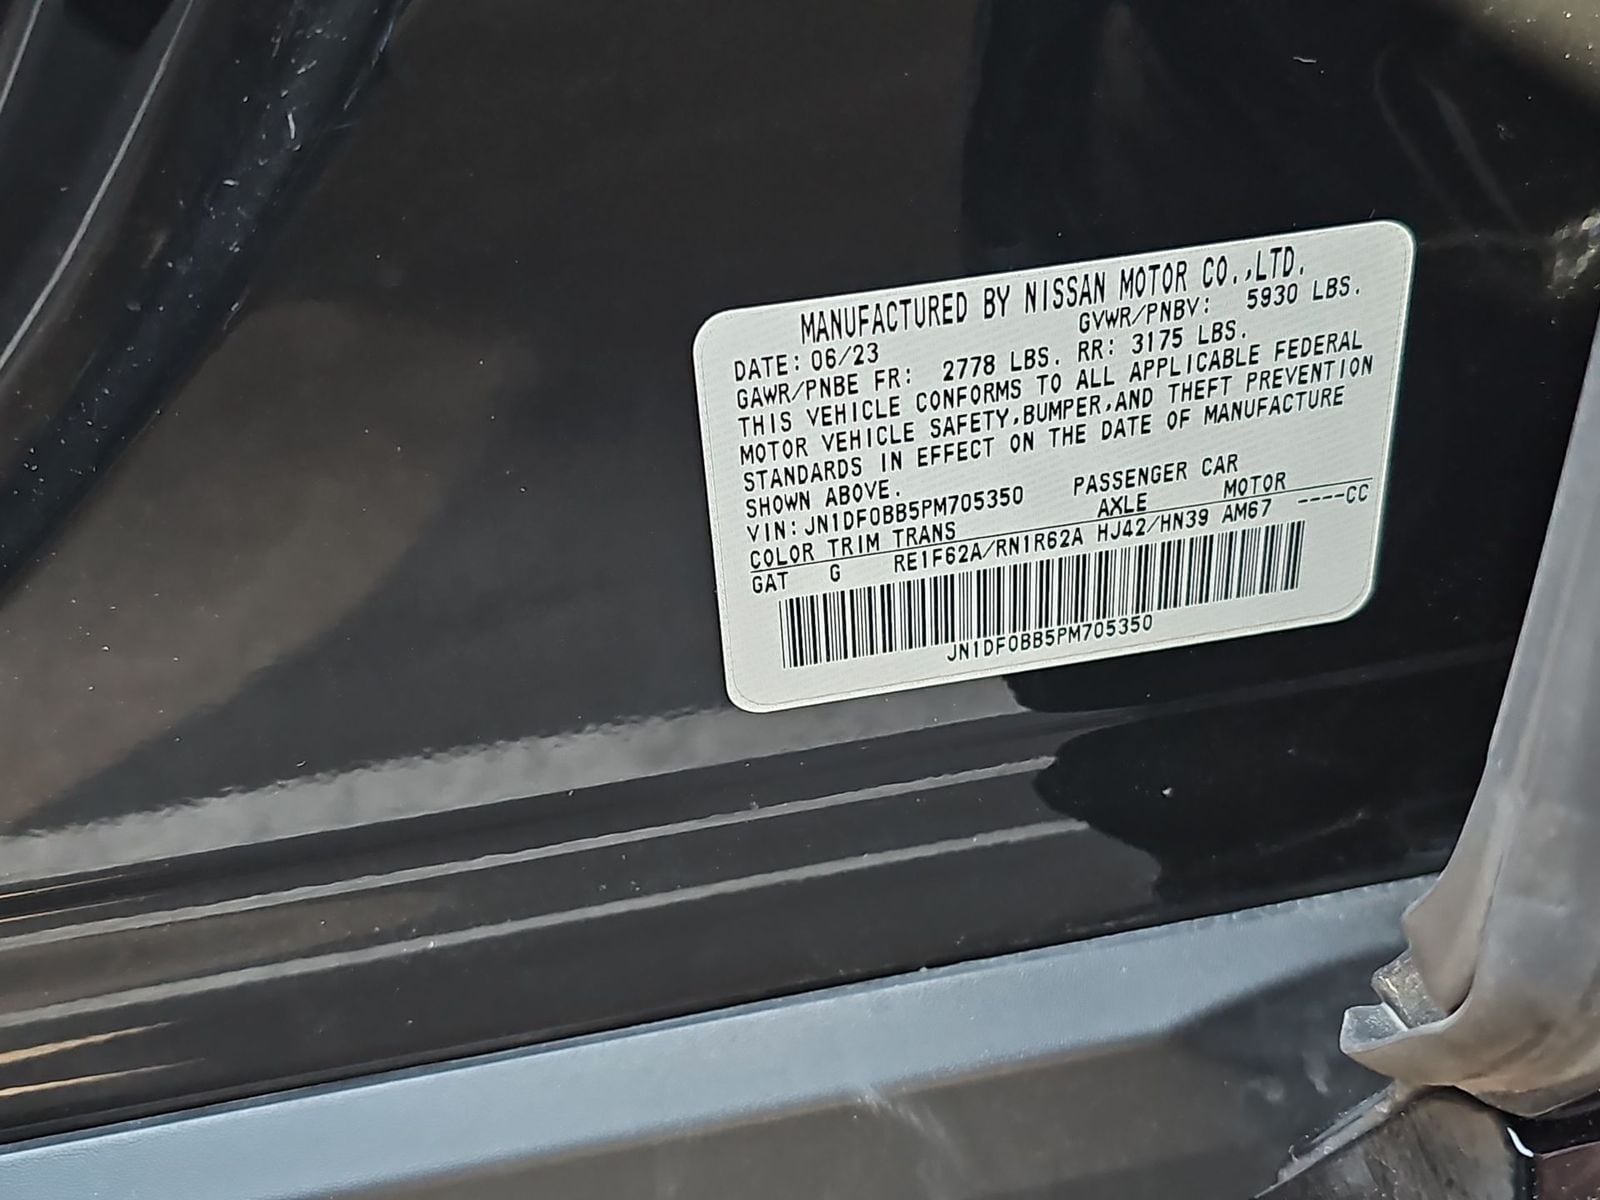 MANUFACTURED BY NISSAN MOTOR CO.,LTD.
DATE: 06/23 GVWR/PNBV: 5930 LBS.
GAWR/PNBE FR: 2778 LBS. RR: 3175 LBS.
THIS VEHICLE CONFORMS TO ALL APPLICABLE FEDERAL
MOTOR VEHICLE SAFETY,BUMPER,AND THEFT PREVENTION
STANDARDS IN EFFECT ON THE DATE OF MANUFACTURE
SHOWN ABOVE.
VIN: JN1DF0BB5PM705350 PASSENGER CAR
COLOR TRIM TRANS AXLE MOTOR
GAT G RE1F62A/RN1R62A HJ42/HN39 AM67 ----CC
JN1DF0BB5PM705350